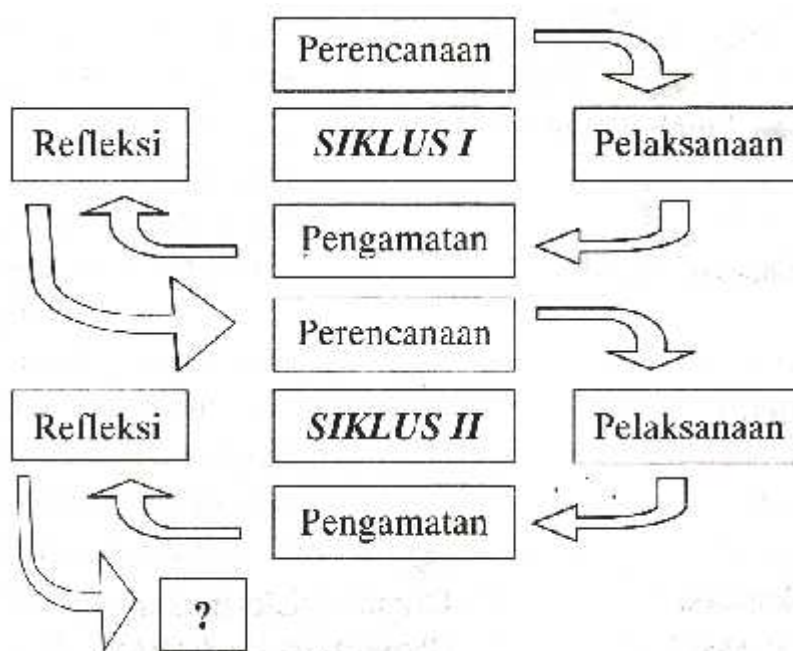 Perencanaan
Refleksi
SIKLUS I
Pelaksanaan
Pengamatan
Perencanaan
Refleksi
SIKLUS II
Pelaksanaan
Pengamatan
?